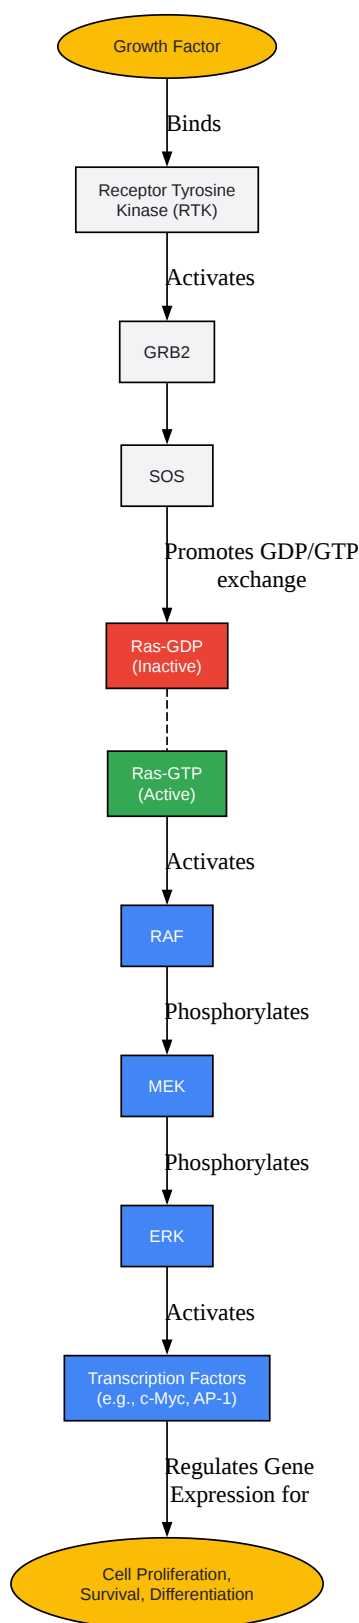 Growth Factor
Binds
Receptor Tyrosine
Kinase (RTK)
Activates
GRB2
SOS
Promotes GDP/GTP
exchange
Ras-GDP
(Inactive)
Ras-GTP
(Active)
Activates
RAF
Phosphorylates
MEK
Phosphorylates
ERK
Activates
Transcription Factors
(e.g., c-Myc, AP-1)
Regulates Gene
Expression for
Cell Proliferation,
Survival, Differentiation